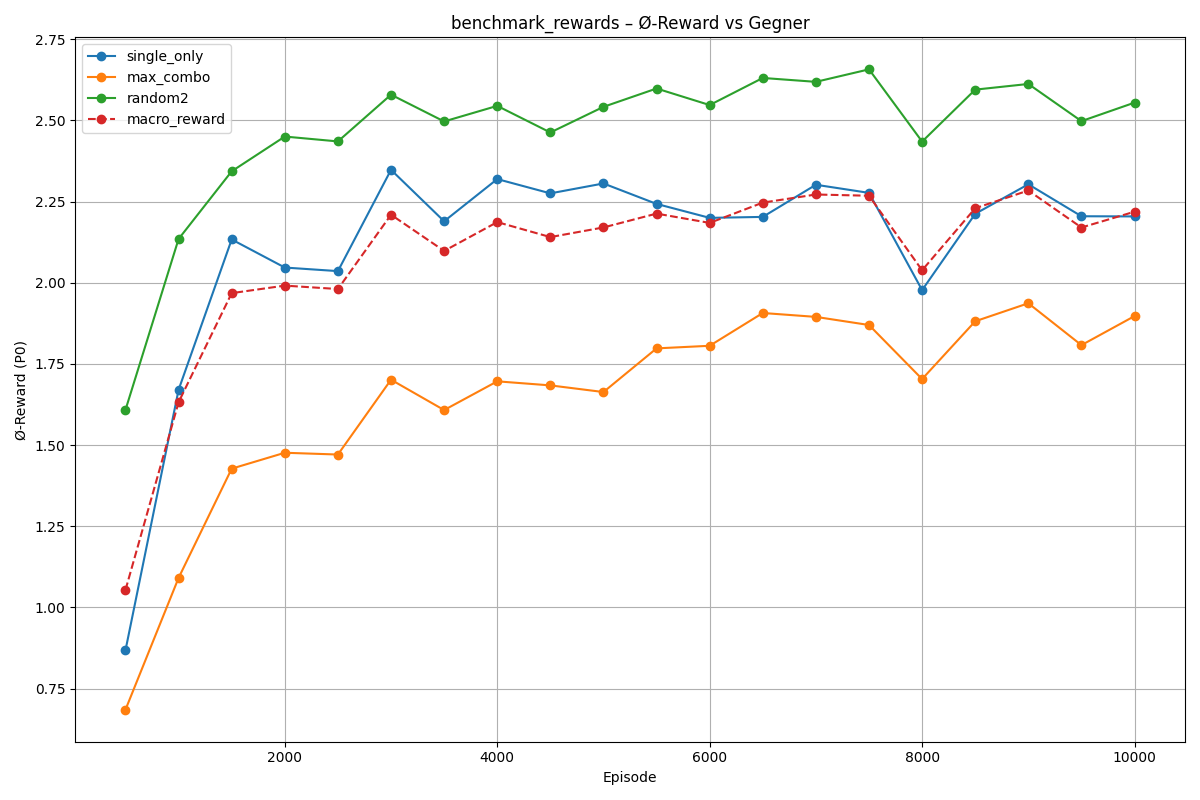 benchmark_rewards – Ø-Reward vs Gegner
single_only
max_combo
random2
macro_reward
Ø-Reward (P0)
2.75
2.50
2.25
2.00
1.75
1.50
1.25
1.00
0.75
2000
4000
6000
8000
10000
Episode